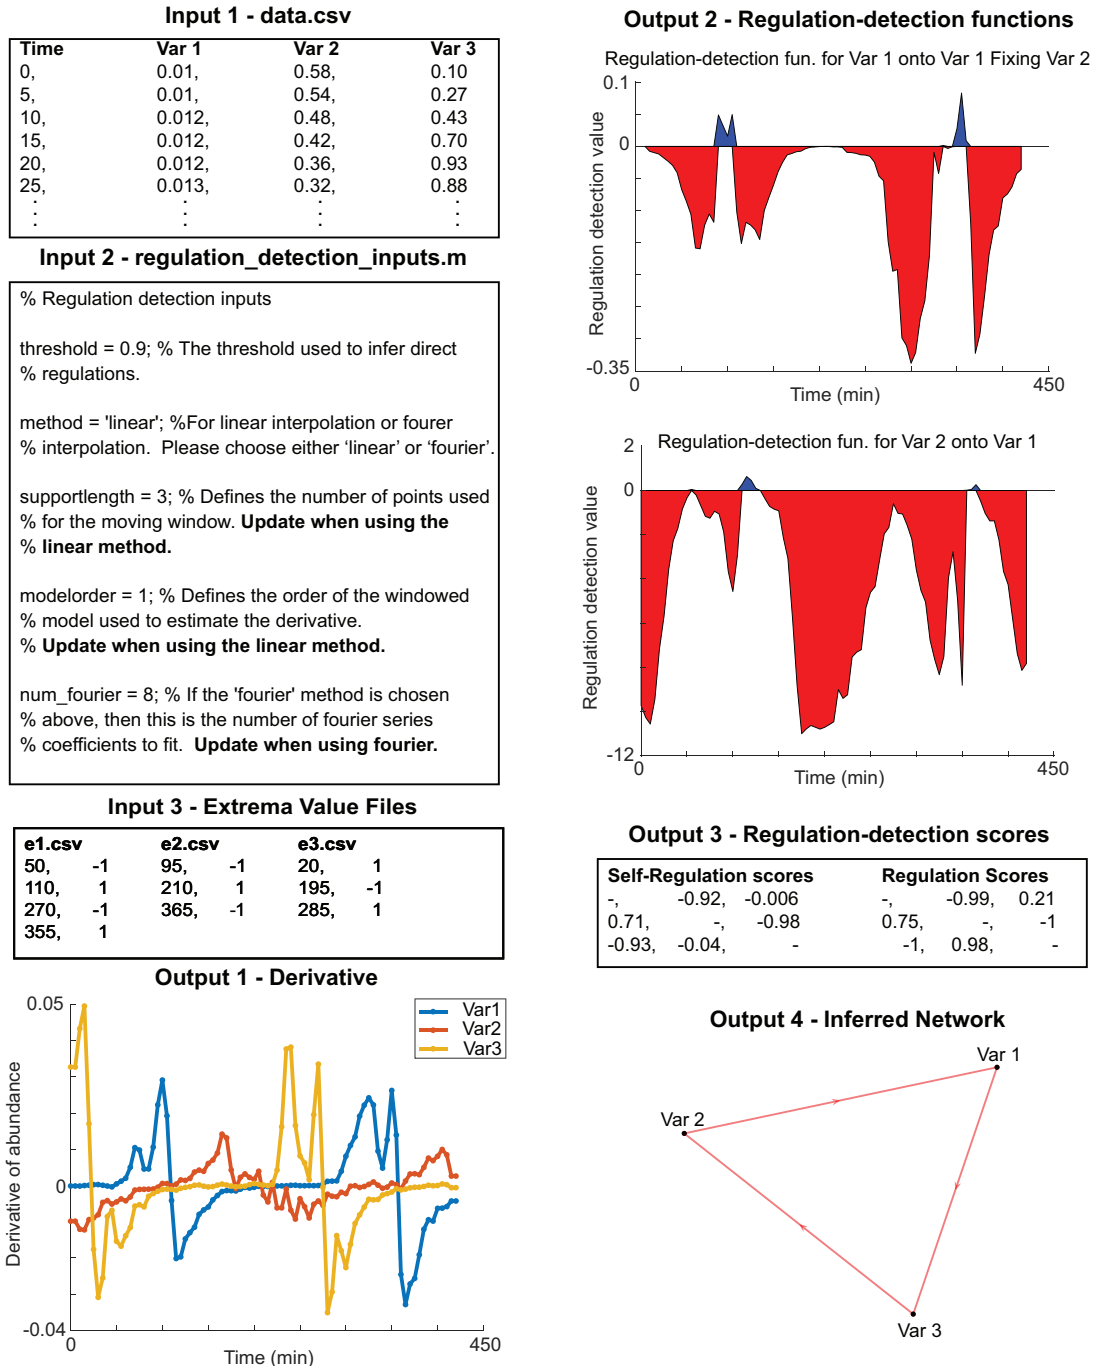 Input 1 - data.csv
Time Var 1 Var 2 Var 3
0, 0.01, 0.58, 0.10
5, 0.01, 0.54, 0.27
10, 0.012, 0.48, 0.43
15, 0.012, 0.42, 0.70
20, 0.012, 0.36, 0.93
25, 0.013, 0.32, 0.88
Input 2 - regulation_detection_inputs.m
% Regulation detection inputs
threshold = 0.9; % The threshold used to infer direct
% regulations.
method = 'linear'; %For linear interpolation or fourer
% interpolation. Please choose either ‘linear’ or ‘fourier’.
supportlength = 3; % Defines the number of points used
% for the moving window. Update when using the
% linear method.
modelorder = 1; % Defines the order of the windowed
% model used to estimate the derivative.
% Update when using the linear method.
num_fourier = 8; % If the 'fourier' method is chosen
% above, then this is the number of fourier series
% coefficients to fit. Update when using fourier.
Input 3 - Extrema Value Files
e1.csv e2.csv e3.csv
50, -1 95, -1 20, 1
110, 1 210, 1 195, -1
270, -1 365, -1 285, 1
355, 1
Output 1 - Derivative
0.05
0
-0.04
Derivative of abundance
Var1
Var2
Var3
0 450
Time (min)
Output 2 - Regulation-detection functions
Regulation-detection fun. for Var 1 onto Var 1 Fixing Var 2
0.1
0
-0.35
Regulation detection value
0 450
Time (min)
Regulation-detection fun. for Var 2 onto Var 1
2
0
-12
Regulation detection value
0 450
Time (min)
Output 3 - Regulation-detection scores
Self-Regulation scores Regulation Scores
-, -0.92, -0.006 -, -0.99, 0.21
0.71, -, -0.98 0.75, -, -1
-0.93, -0.04, - -1, 0.98, -
Output 4 - Inferred Network
Var 1
Var 2
Var 3